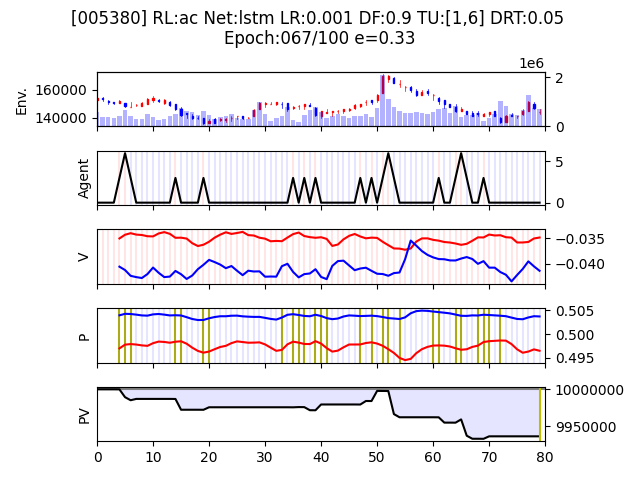 [005380] RL:ac Net:lstm LR:0.001 DF:0.9 TU:[1,6] DRT:0.05
Epoch:067/100 e=0.33
1e6
Env.
160000
140000
2
0
Agent
5
0
V
−0.035
−0.040
P
0.505
0.500
0.495
PV
10000000
9950000
0 10 20 30 40 50 60 70 80